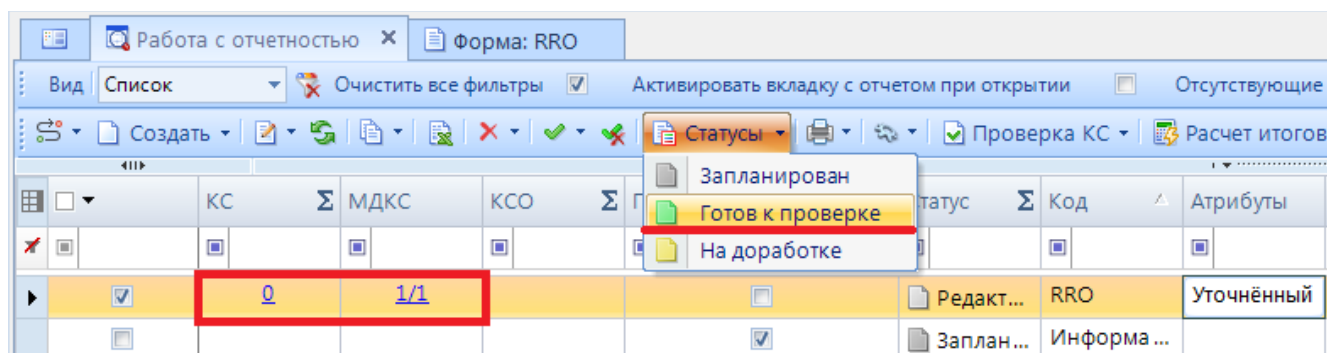 Работа с отчетностью Форма: RRO
Вид Список Очистить все фильтры Активировать вкладку с отчетом при открытии Отсутствующие
Создать Статусы Проверка КС Расчет итогов
Запланирован
КС Σ МДКС КСО Σ П татус Σ Код Атрибуты
Готов к проверке
На доработке
0 1/1 Редакт... RRO Уточнённый
Заплан... Информа...